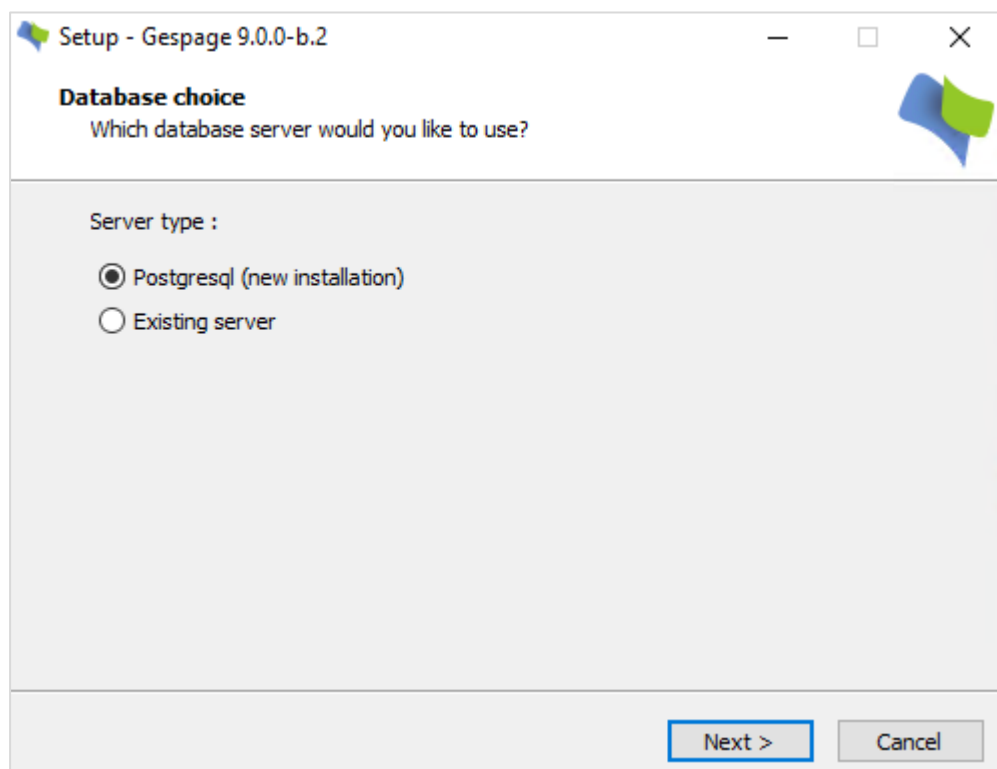 Setup - Gespage 9.0.0-b.2
Database choice
Which database server would you like to use?
Server type :
Postgresql (new installation)
Existing server
Next >
Cancel